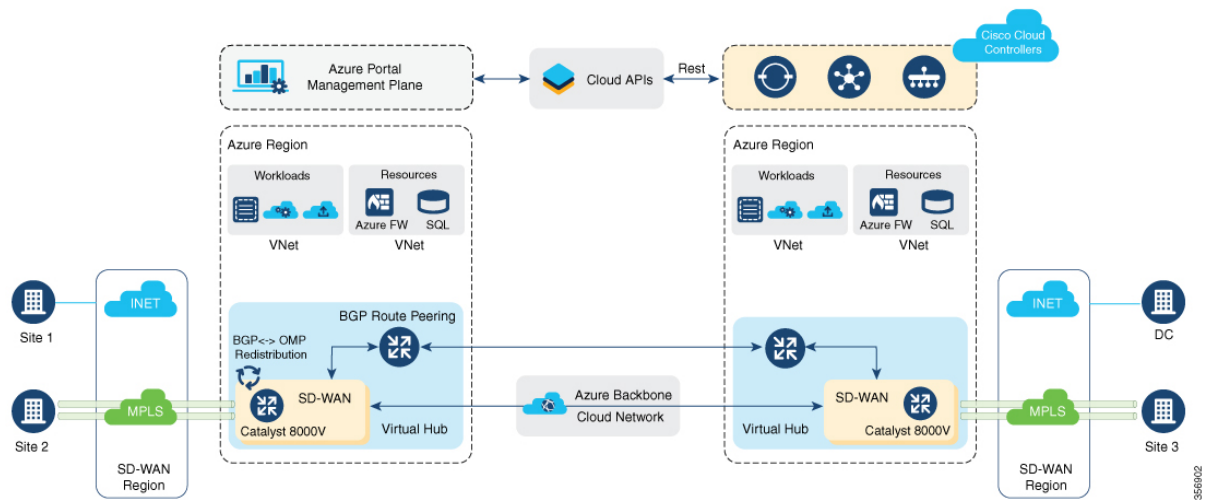 Cisco Cloud
Controllers
Azure Portal
Management Plane
Cloud APIs
Rest
Azure Region
Workloads
Resources
Azure FW
SQL
VNet
VNet
Azure Region
Workloads
Resources
Azure FW
SQL
VNet
VNet
INET
Site 1
MPLS
Site 2
SD-WAN
Region
BGP Route Peering
BGP<-> OMP
Redistribution
SD-WAN
Catalyst 8000V
Virtual Hub
Azure Backbone
Cloud Network
SD-WAN
Virtual Hub
Catalyst 8000V
INET
DC
MPLS
Site 3
SD-WAN
Region
356902